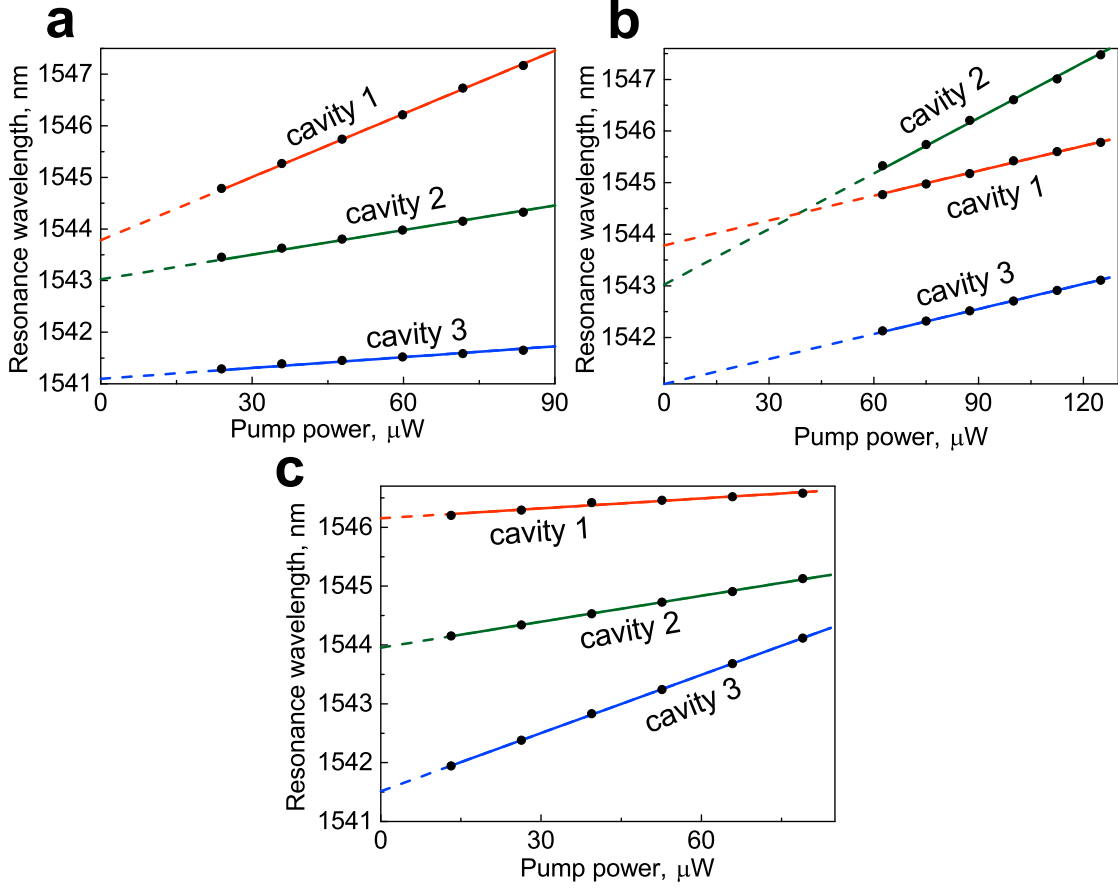 a
Resonance wavelength, nm
1547
1546
1545
1544
1543
1542
1541
cavity 1
cavity 2
cavity 3
0
30
60
90
Pump power, μW
b
Resonance wavelength, nm
1547
1546
1545
1544
1543
1542
cavity 2
cavity 1
cavity 3
0
30
60
90
120
Pump power, μW
c
Resonance wavelength, nm
1546
1545
1544
1543
1542
1541
cavity 1
cavity 2
cavity 3
0
30
60
Pump power, μW